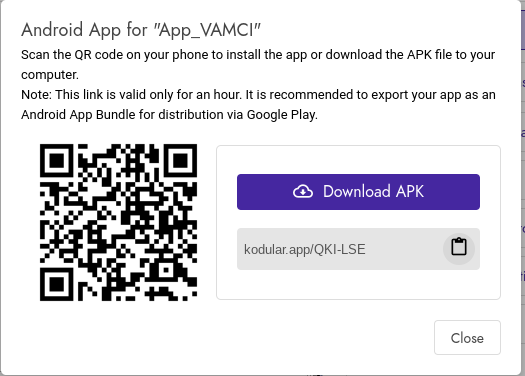 Android App for "App_VAMCI"
Scan the QR code on your phone to install the app or download the APK file to your
computer.
Note: This link is valid only for an hour. It is recommended to export your app as an
Android App Bundle for distribution via Google Play.
Download APK
kodular.app/QKI-LSE
Close